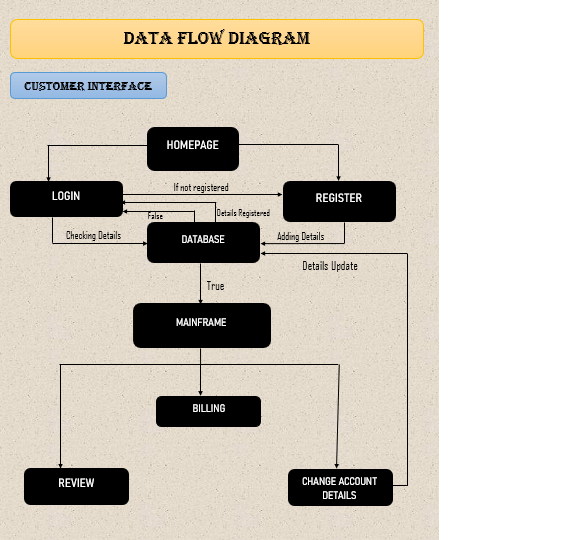 DATA FLOW DIAGRAM
CUSTOMER INTERFACE
HOMEPAGE
LOGIN
If not registered
REGISTER
False
Details Registered
Checking Details
DATABASE
Adding Details
Details Update
True
MAINFRAME
BILLING
REVIEW
CHANGE ACCOUNT
DETAILS